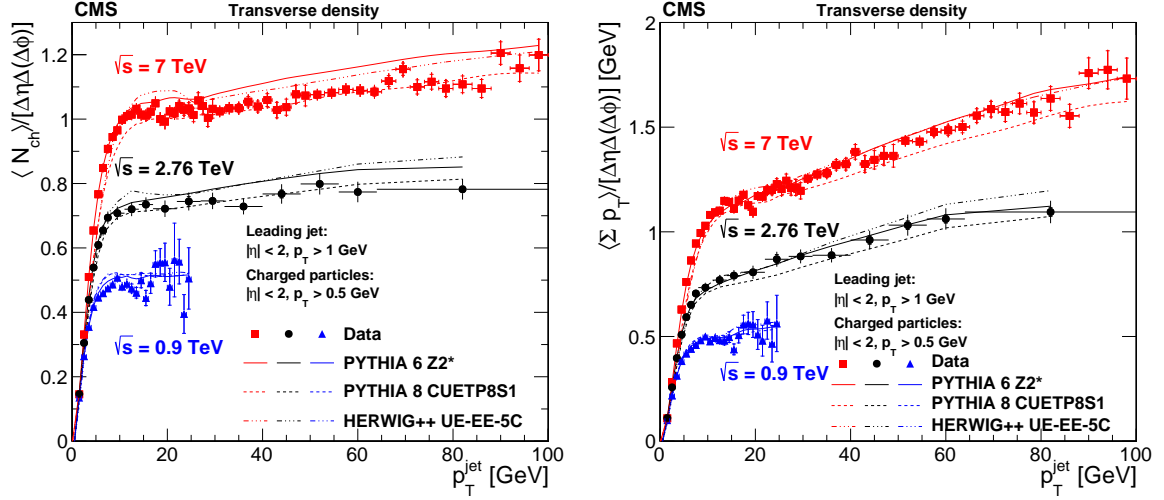 CMS Transverse density
⟨ N_ch⟩/[ΔηΔ(Δϕ)]
1.2
1
0.8
0.6
0.4
0.2
0
√s = 7 TeV
√s = 2.76 TeV
Leading jet:
|η| < 2, p_T > 1 GeV
Charged particles:
|η| < 2, p_T > 0.5 GeV
√s = 0.9 TeV
Data
PYTHIA 6 Z2*
PYTHIA 8 CUETP8S1
HERWIG++ UE-EE-5C
0 20 40 60 80 100
p_T^jet [GeV]
CMS Transverse density
⟨Σ p_T⟩/[ΔηΔ(Δϕ)] [GeV]
2
1.5
1
0.5
0
√s = 7 TeV
√s = 2.76 TeV
Leading jet:
|η| < 2, p_T > 1 GeV
Charged particles:
|η| < 2, p_T > 0.5 GeV
√s = 0.9 TeV
Data
PYTHIA 6 Z2*
PYTHIA 8 CUETP8S1
HERWIG++ UE-EE-5C
0 20 40 60 80 100
p_T^jet [GeV]